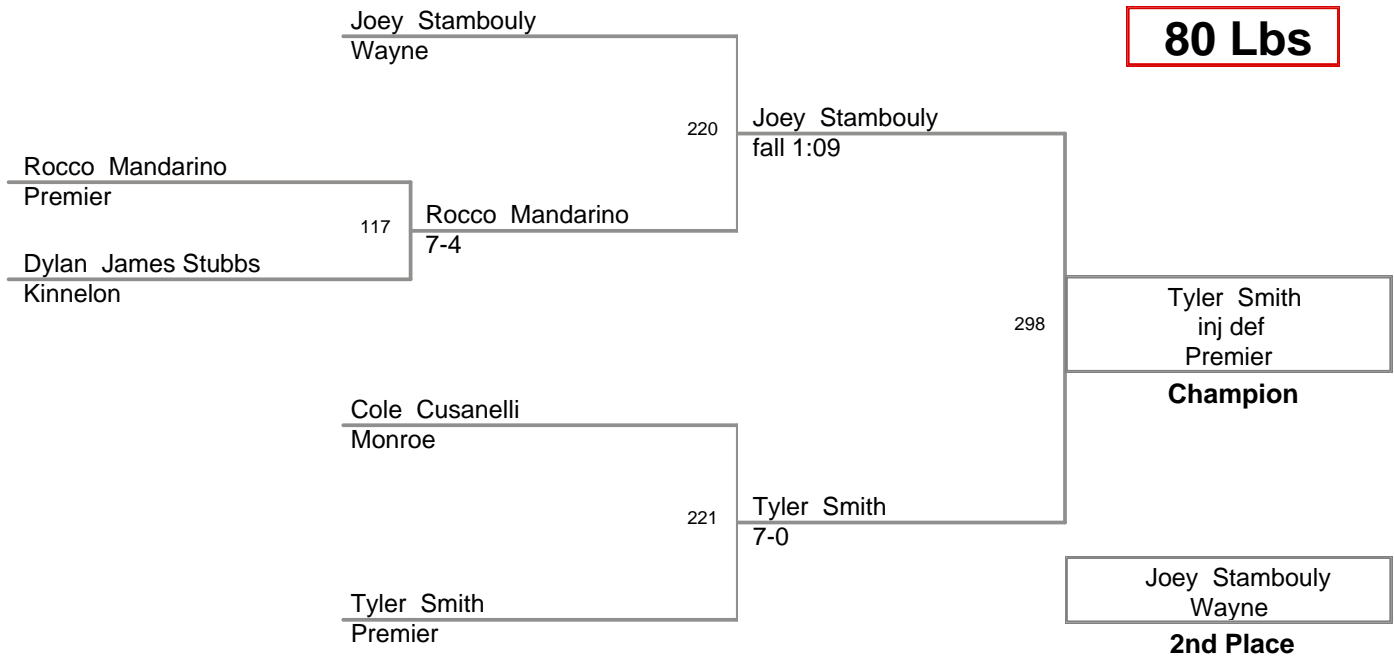 Joey Stambouly
Wayne
80 Lbs
220
Joey Stambouly
fall 1:09
Rocco Mandarino
Premier
117
Rocco Mandarino
7-4
Dylan James Stubbs
Kinnelon
298
Tyler Smith
inj def
Premier
Champion
Cole Cusanelli
Monroe
221
Tyler Smith
7-0
Tyler Smith
Premier
Joey Stambouly
Wayne
2nd Place